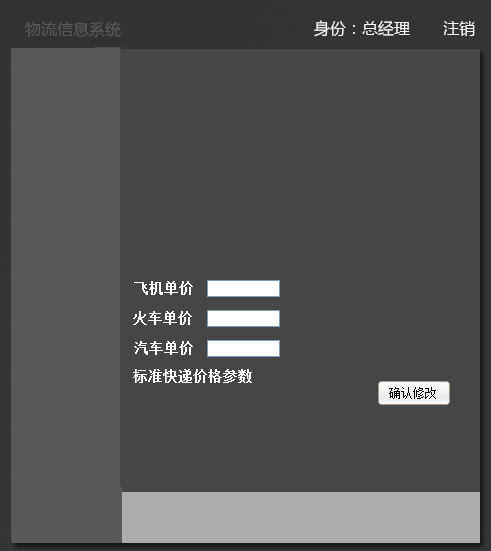 物流信息系统 身份：总经理 注销
飞机单价
火车单价
汽车单价
标准快递价格参数
确认修改